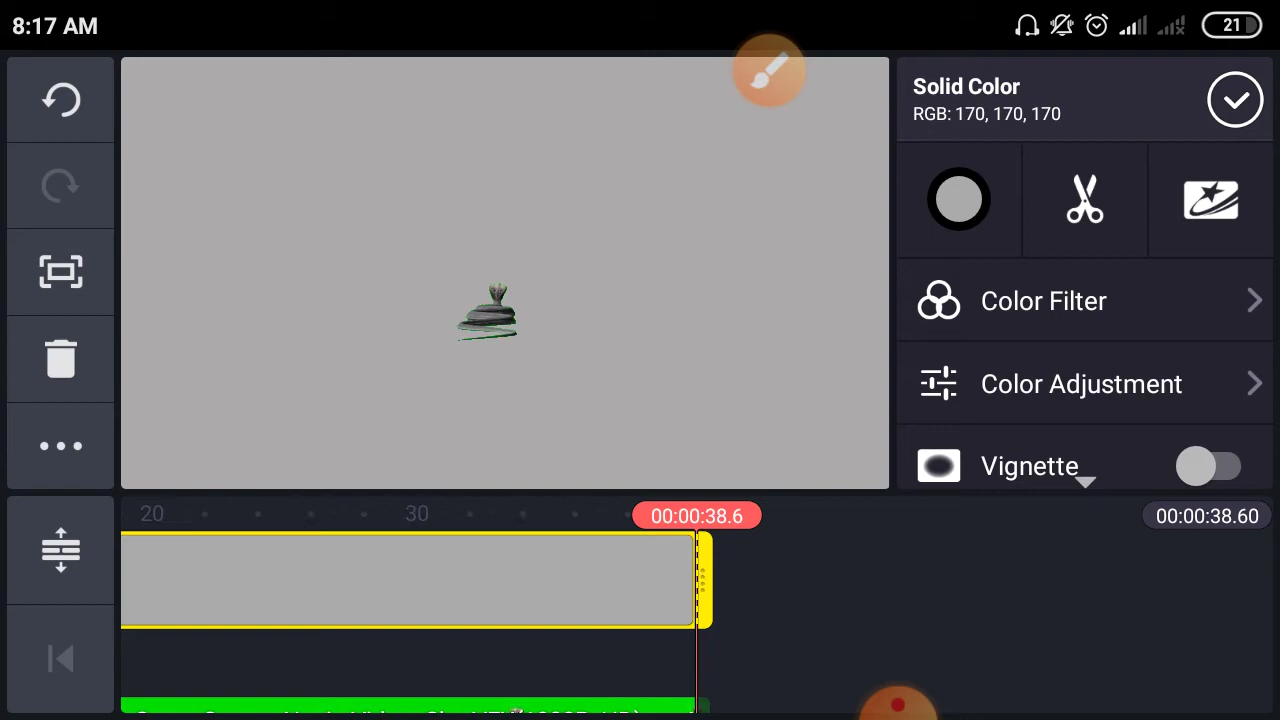 8:17 AM
21
Solid Color
RGB: 170, 170, 170
Color Filter
Color Adjustment
Vignette
20
30
00:00:38.6
00:00:38.60